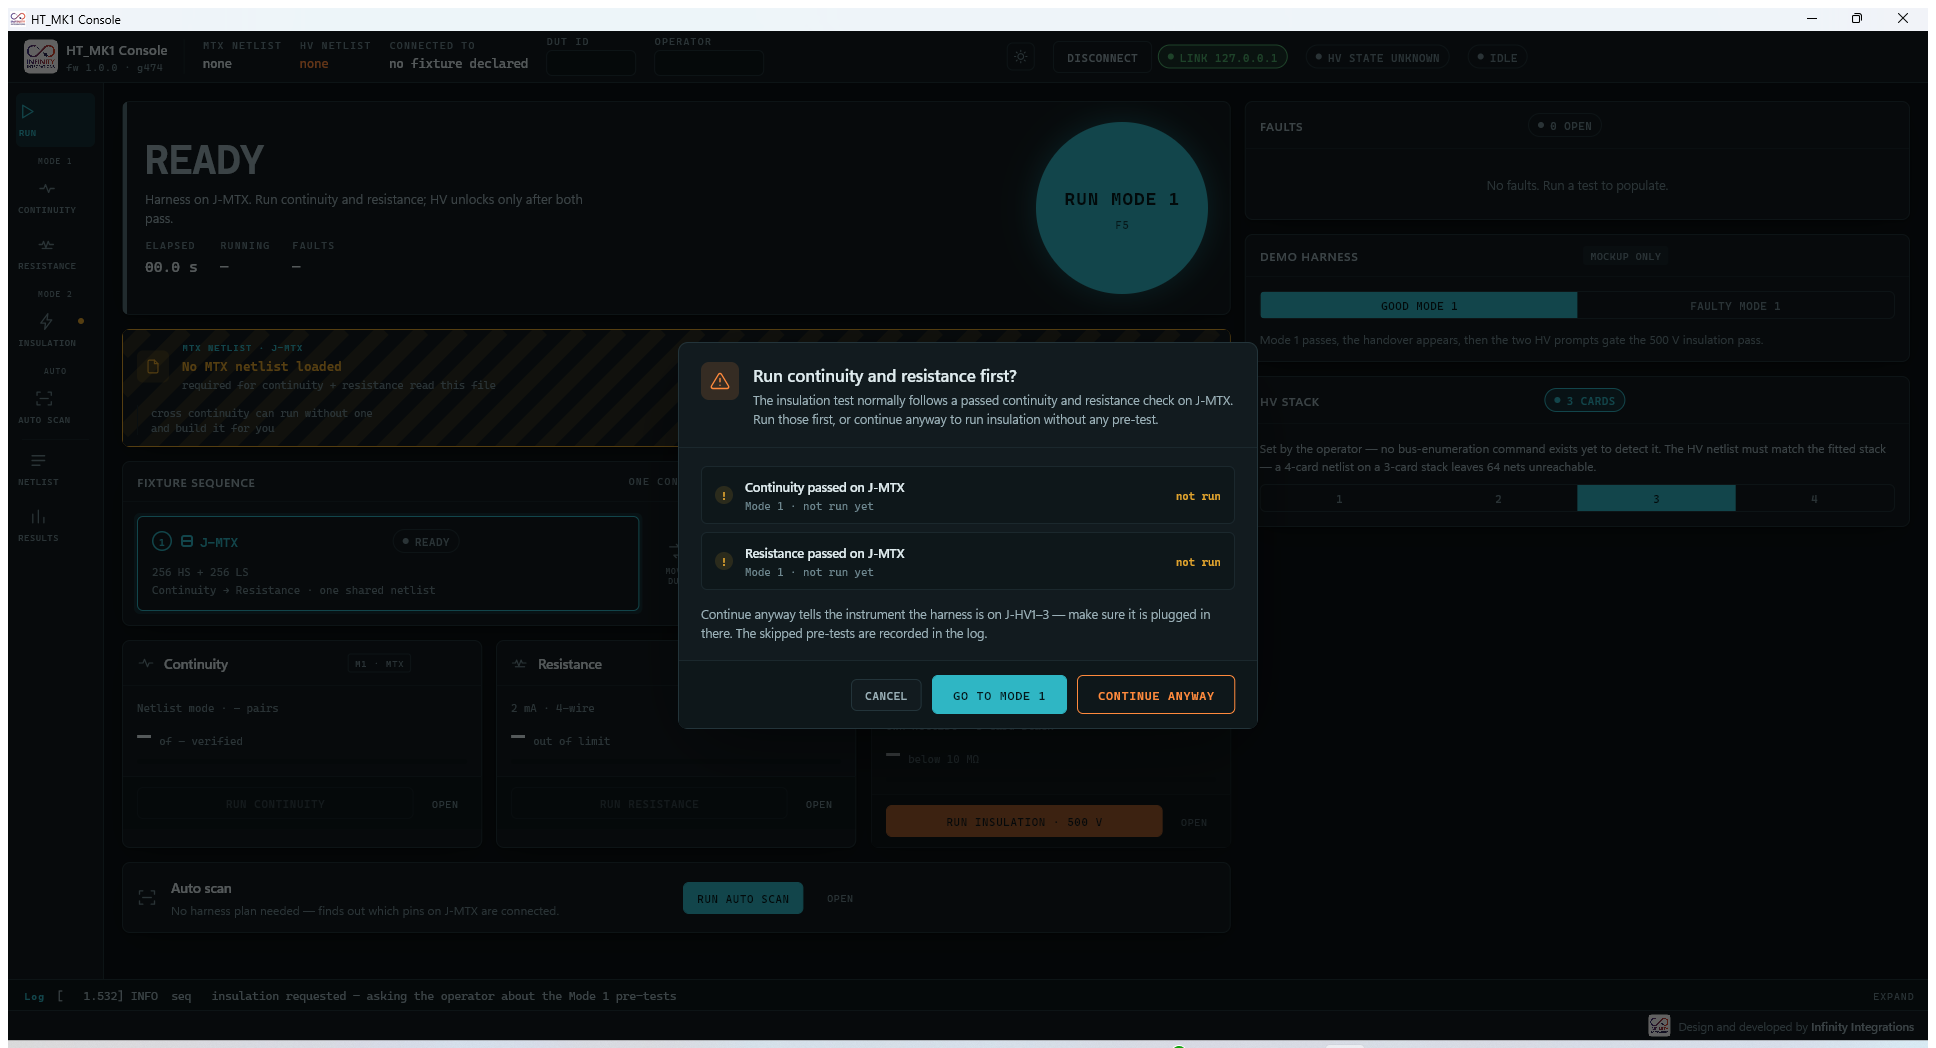 HT_MK1 Console
HT_MK1 Console
fw 1.0.0 · g474
MTX NETLIST
none
HV NETLIST
none
CONNECTED TO
no fixture declared
DUT ID
OPERATOR
DISCONNECT
LINK 127.0.0.1
HV STATE UNKNOWN
IDLE
RUN
MODE 1
CONTINUITY
RESISTANCE
MODE 2
INSULATION
AUTO
AUTO SCAN
NETLIST
RESULTS
READY
Harness on J-MTX. Run continuity and resistance; HV unlocks only after both
pass.
ELAPSED RUNNING FAULTS
00.0 s — —
RUN MODE 1
F5
MTX NETLIST · J-MTX
No MTX netlist loaded
required for continuity + resistance read this file
cross continuity can run without one
and build it for you
FIXTURE SEQUENCE
ONE CON
1 J-MTX
READY
256 HS + 256 LS
Continuity → Resistance · one shared netlist
Continuity
M1 · MTX
Netlist mode · — pairs
— of — verified
RUN CONTINUITY
OPEN
Resistance
2 mA · 4-wire
— out of limit
RUN RESISTANCE
OPEN
— below 10 MΩ
RUN INSULATION · 500 V
OPEN
Auto scan
No harness plan needed — finds out which pins on J-MTX are connected.
RUN AUTO SCAN
OPEN
FAULTS
0 OPEN
No faults. Run a test to populate.
DEMO HARNESS
MOCKUP ONLY
GOOD MODE 1
FAULTY MODE 1
Mode 1 passes, the handover appears, then the two HV prompts gate the 500 V insulation pass.
HV STACK
3 CARDS
Set by the operator — no bus-enumeration command exists yet to detect it. The HV netlist must match the fitted stack
— a 4-card netlist on a 3-card stack leaves 64 nets unreachable.
1 2 3 4
Run continuity and resistance first?
The insulation test normally follows a passed continuity and resistance check on J-MTX.
Run those first, or continue anyway to run insulation without any pre-test.
! Continuity passed on J-MTX
Mode 1 · not run yet
not run
! Resistance passed on J-MTX
Mode 1 · not run yet
not run
Continue anyway tells the instrument the harness is on J-HV1–3 — make sure it is plugged in
there. The skipped pre-tests are recorded in the log.
CANCEL
GO TO MODE 1
CONTINUE ANYWAY
Log [ 1.532] INFO seq insulation requested — asking the operator about the Mode 1 pre-tests
EXPAND
Design and developed by Infinity Integrations